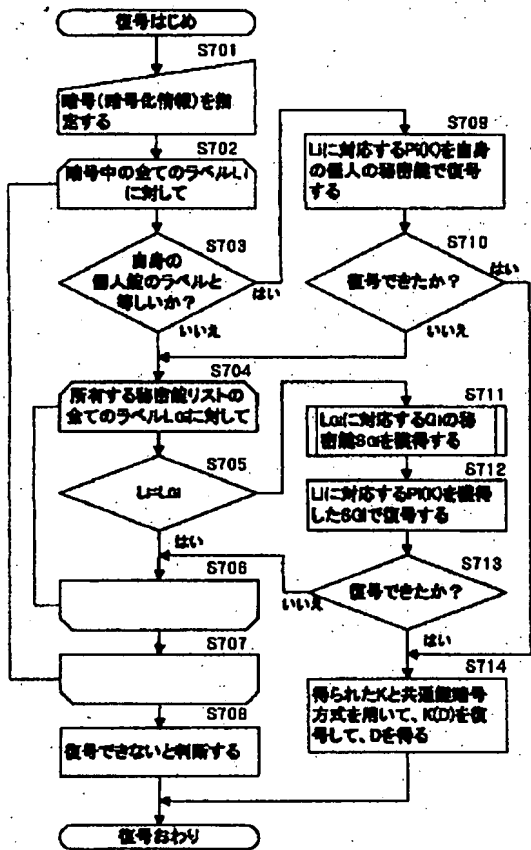 復号はじめ
S701
暗号(暗号化情報)を指
定する
S702
暗号中の全てのラベルLi
に対して
S703
自身の
個人鍵のラベルと
等しいか?
はい
いいえ
S709
Liに対応するPi(K)を自身
の個人の秘密鍵で復号
する
S710
復号できたか?
はい
いいえ
S704
所有する秘密鍵リストの
全てのラベルLGiに対して
S705
Li=LGi
はい
S711
LGiに対応するGiの秘
密鍵SGiを獲得する
S712
Liに対応するPi(K)を獲得
したSGiで復号する
S713
復号できたか?
いいえ
はい
S706
S707
S708
復号できないと判断する
S714
得られたKと共通鍵暗号
方式を用いて、K(D)を復
号して、Dを得る
復号おわり